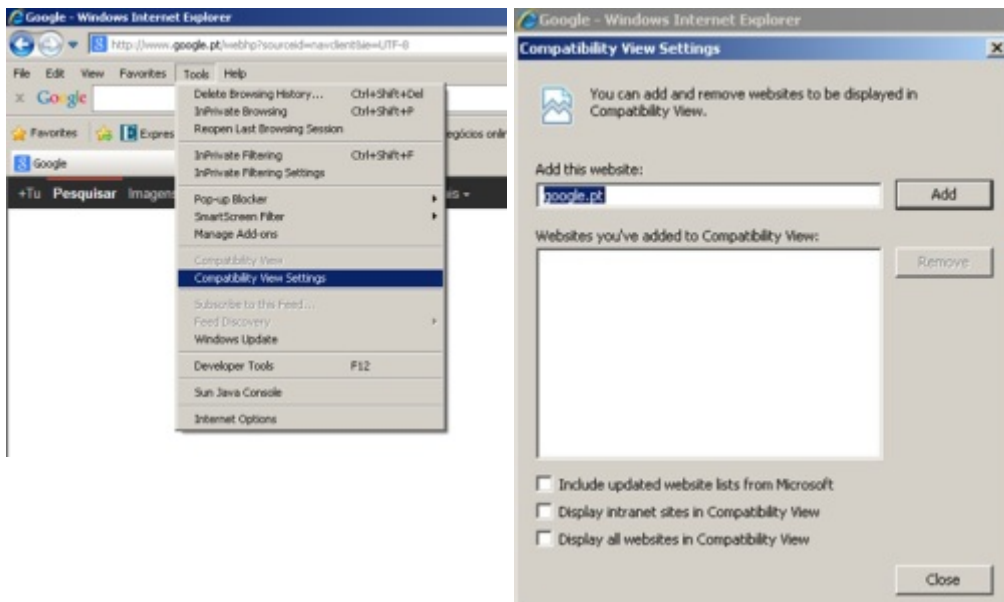 Google - Windows Internet Explorer
http://www.google.pt/webhp?sourceid=navclient&ie=UTF-8
File Edit View Favorites Tools Help
x Google
Favorites Expres egócios onlin
Google
+Tu Pesquisar Imagens is
Delete Browsing History... Ctrl+Shift+Del
InPrivate Browsing Ctrl+Shift+P
Reopen Last Browsing Session
InPrivate Filtering Ctrl+Shift+F
InPrivate Filtering Settings
Pop-up Blocker
SmartScreen Filter
Manage Add-ons
Compatibility View
Compatibility View Settings
Subscribe to this Feed...
Feed Discovery
Windows Update
Developer Tools F12
Sun Java Console
Internet Options
Google - Windows Internet Explorer
Compatibility View Settings
You can add and remove websites to be displayed in
Compatibility View.
Add this website:
google.pt Add
Websites you've added to Compatibility View:
Remove
Include updated website lists from Microsoft
Display intranet sites in Compatibility View
Display all websites in Compatibility View
Close